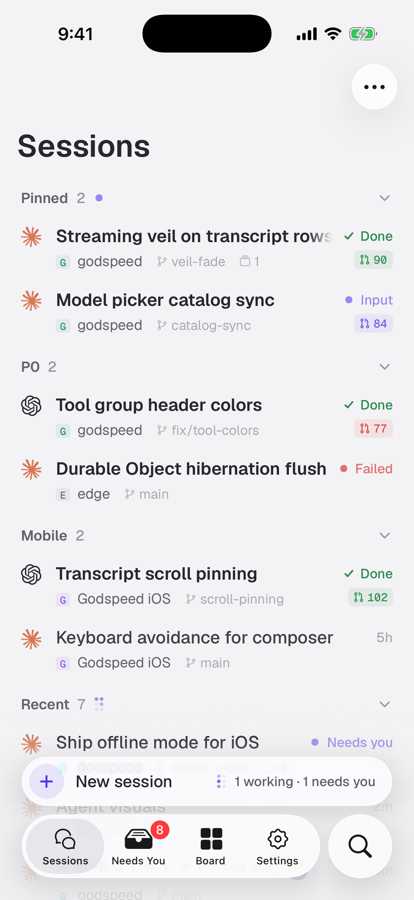 9:41
Sessions
Pinned 2
Streaming veil on transcript rows Done
G godspeed veil-fade 1 90
Model picker catalog sync Input
G godspeed catalog-sync 84
P0 2
Tool group header colors Done
G godspeed fix/tool-colors 77
Durable Object hibernation flush Failed
E edge main
Mobile 2
Transcript scroll pinning Done
G Godspeed iOS scroll-pinning 102
Keyboard avoidance for composer 5h
G Godspeed iOS main
Recent 7
Ship offline mode for iOS Needs you
New session 1 working · 1 needs you
Agent visuals 2m
8
Sessions Needs You Board Settings
godspeed main